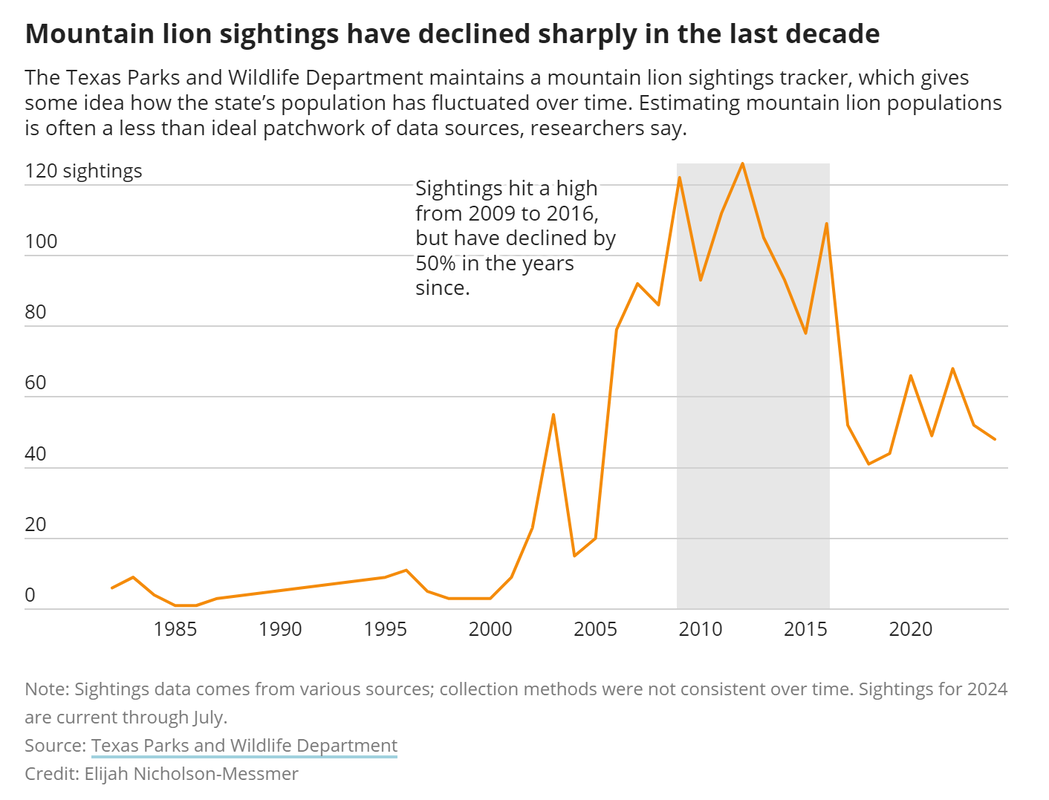 Mountain lion sightings have declined sharply in the last decade
The Texas Parks and Wildlife Department maintains a mountain lion sightings tracker, which gives
some idea how the state's population has fluctuated over time. Estimating mountain lion populations
is often a less than ideal patchwork of data sources, researchers say.
120 sightings
Sightings hit a high
from 2009 to 2016,
but have declined by
50% in the years
since.
100
80
60
40
20
0
1985 1990 1995 2000 2005 2010 2015 2020
Note: Sightings data comes from various sources; collection methods were not consistent over time. Sightings for 2024
are current through July.
Source: Texas Parks and Wildlife Department
Credit: Elijah Nicholson-Messmer